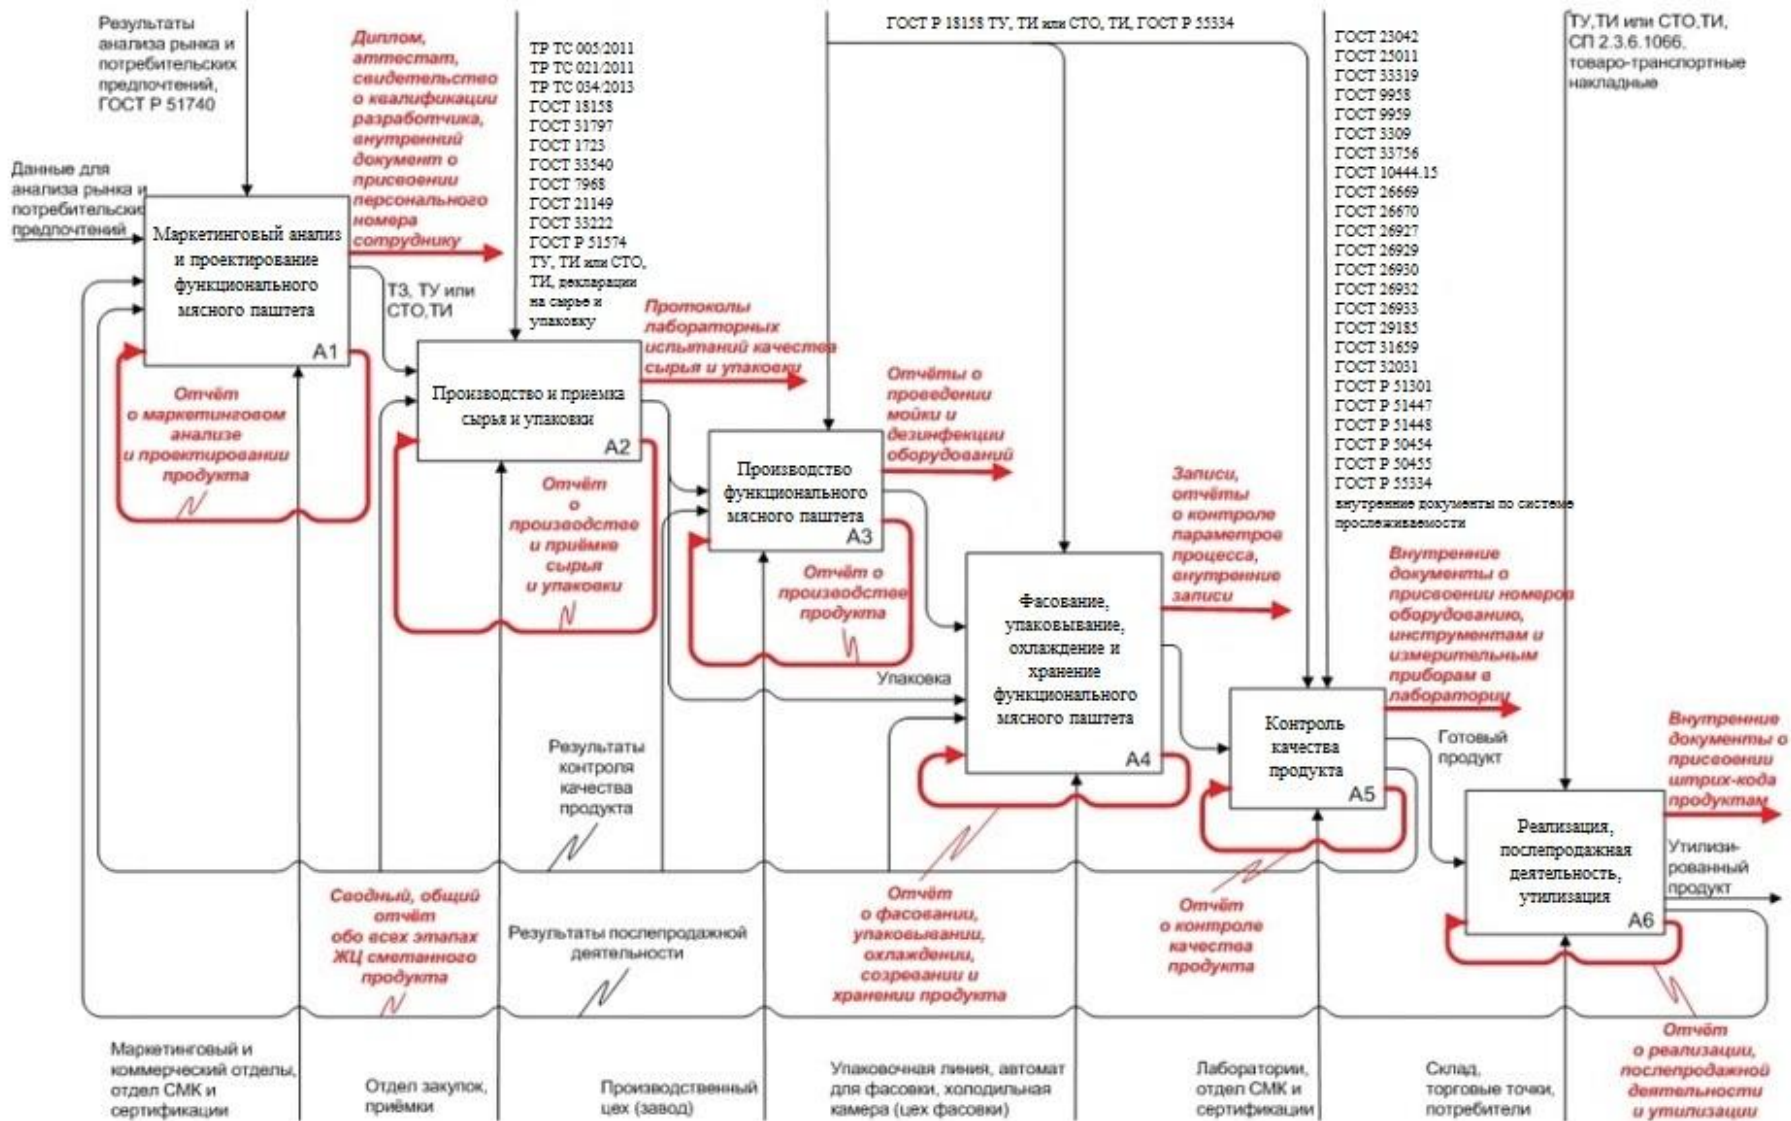 Результаты
анализа рынка и
потребительских
предпочтений,
ГОСТ Р 51740
Диплом,
аттестат,
свидетельство
о квалификации
разработчика,
внутренний
документ о
присвоении
персонального
номера
сотруднику
ТР ТС 005/2011
ТР ТС 021/2011
ТР ТС 034/2013
ГОСТ 18158
ГОСТ 31797
ГОСТ 1723
ГОСТ 33540
ГОСТ 7968
ГОСТ 21149
ГОСТ 33222
ГОСТ Р 51574
ТУ, ТИ или СТО,
ТИ, декларации
на сырье и
упаковку
ГОСТ Р 18158 ТУ, ТИ или СТО, ТИ, ГОСТ Р 55334
ГОСТ 23042
ГОСТ 25011
ГОСТ 33319
ГОСТ 9958
ГОСТ 9959
ГОСТ 3309
ГОСТ 33756
ГОСТ 10444.15
ГОСТ 26669
ГОСТ 26670
ГОСТ 26927
ГОСТ 26929
ГОСТ 26930
ГОСТ 26932
ГОСТ 26933
ГОСТ 29185
ГОСТ 31659
ГОСТ 32031
ГОСТ Р 51301
ГОСТ Р 51447
ГОСТ Р 51448
ГОСТ Р 50454
ГОСТ Р 50455
ГОСТ Р 55334
внутренние документы по системе
прослеживаемости
ТУ,ТИ или СТО,ТИ,
СП 2.3.6.1066,
товаро-транспортные
накладные
Данные для
анализа рынка и
потребительских
предпочтений
Маркетинговый анализ
и проектирование
функционального
мясного паштета
А1
ТЗ, ТУ или
СТО,ТИ
Отчёт
о маркетинговом
анализе
и проектировании
продукта
Протоколы
лабораторных
испытаний качества
сырья и упаковки
Производство и приемка
сырья и упаковки
А2
Отчёт
о
производстве
и приёмке
сырья
и упаковки
Отчёты о
проведении
мойки и
дезинфекции
оборудований
Производство
функционального
мясного паштета
А3
Отчёт о
производстве
продукта
Записи,
отчёты
о контроле
параметров
процесса,
внутренние
записи
Фасование,
упаковывание,
охлаждение и
хранение
функционального
мясного паштета
А4
Упаковка
Внутренние
документы о
присвоении номеров
оборудованию,
инструментам и
измерительным
приборам в
лаборатории
Контроль
качества
продукта
А5
Готовый
продукт
Внутренние
документы о
присвоении
штрих-кода
продуктам
Реализация,
послепродажная
деятельность,
утилизация
А6
Утилизи-
рованный
продукт
Результаты
контроля
качества
продукта
Сводный, общий
отчёт
обо всех этапах
ЖЦ сметанного
продукта
Результаты послепродажной
деятельности
Отчёт
о фасовании,
упаковывании,
охлаждении,
созревании и
хранении продукта
Отчёт
о контроле
качества
продукта
Отчёт
о реализации,
послепродажной
деятельности
и утилизации
Маркетинговый и
коммерческий отделы,
отдел СМК и
сертификации
Отдел закупок,
приёмки
Производственный
цех (завод)
Упаковочная линия, автомат
для фасовки, холодильная
камера (цех фасовки)
Лаборатории,
отдел СМК и
сертификации
Склад,
торговые точки,
потребители